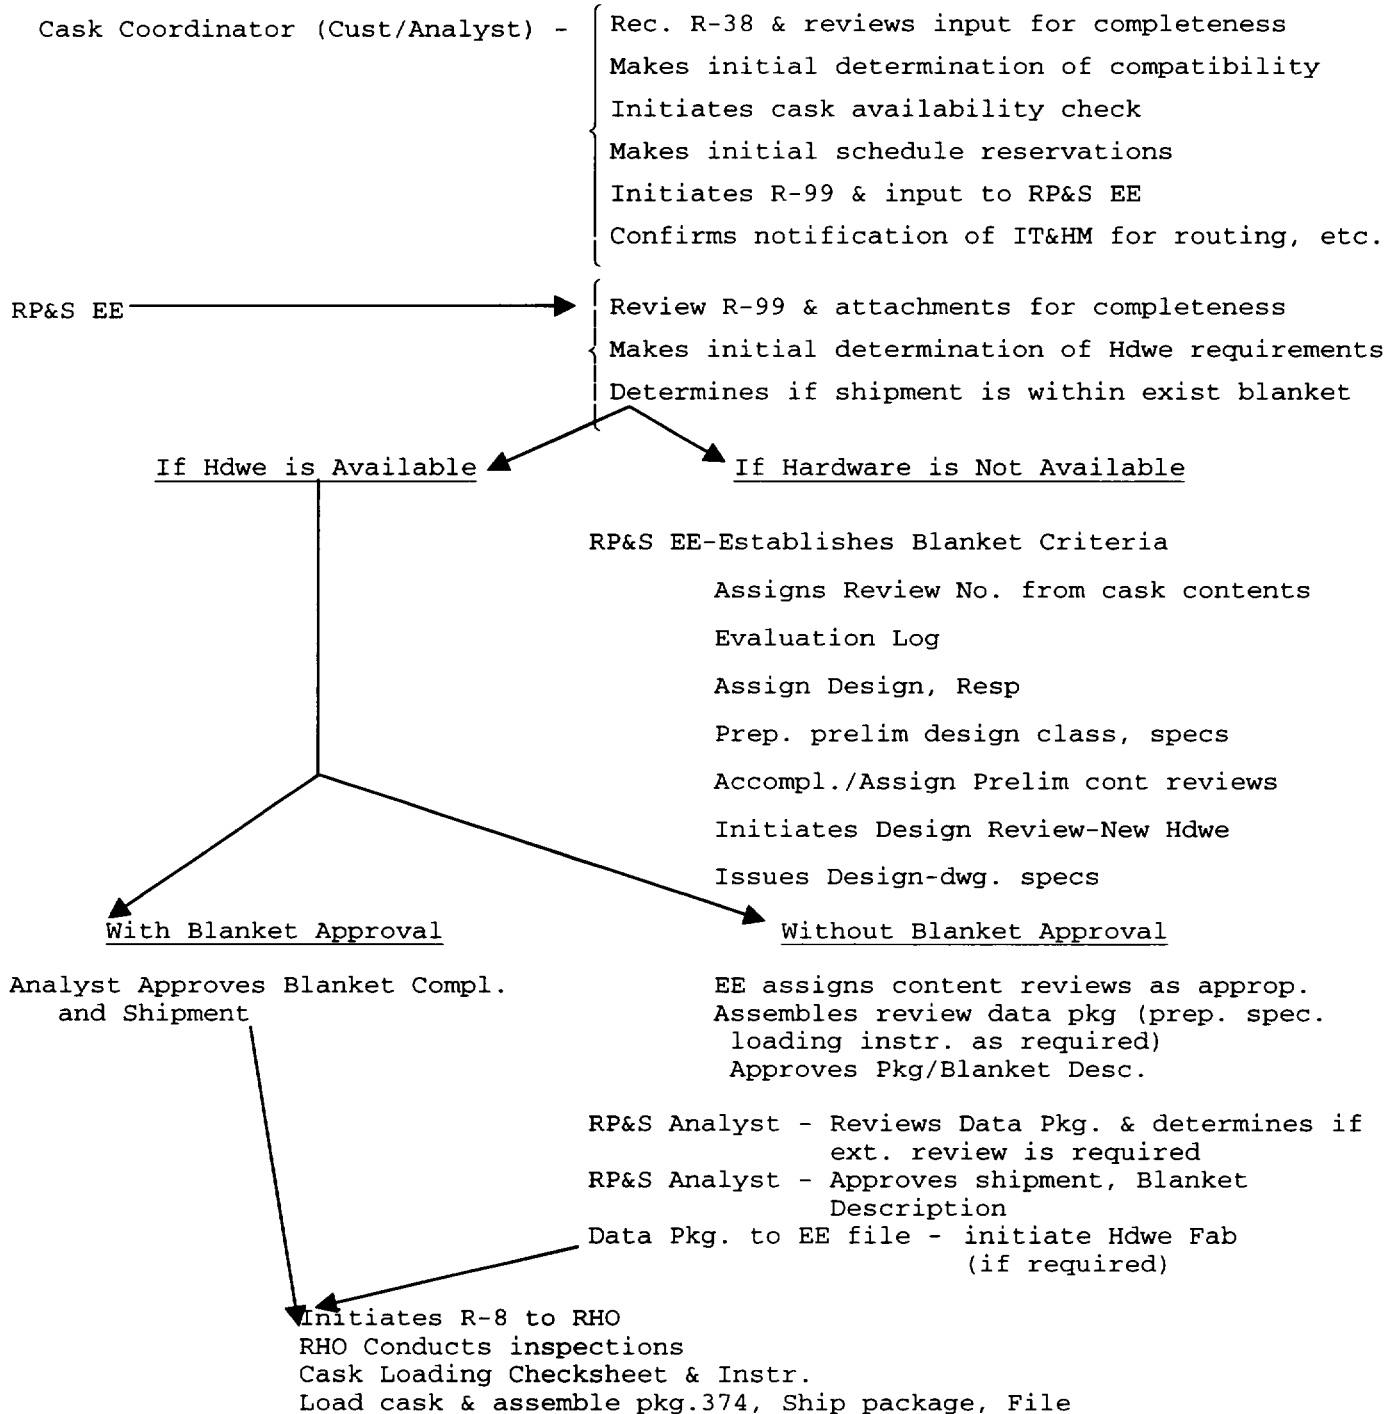 Cask Coordinator (Cust/Analyst) -
Rec. R-38 & reviews input for completeness
Makes initial determination of compatibility
Initiates cask availability check
Makes initial schedule reservations
Initiates R-99 & input to RP&S EE
Confirms notification of IT&HM for routing, etc.
RP&S EE
Review R-99 & attachments for completeness
Makes initial determination of Hdwe requirements
Determines if shipment is within exist blanket
If Hdwe is Available
If Hardware is Not Available
RP&S EE-Establishes Blanket Criteria
Assigns Review No. from cask contents
Evaluation Log
Assign Design, Resp
Prep. prelim design class, specs
Accompl./Assign Prelim cont reviews
Initiates Design Review-New Hdwe
Issues Design-dwg. specs
With Blanket Approval
Without Blanket Approval
Analyst Approves Blanket Compl.
and Shipment
EE assigns content reviews as approp.
Assembles review data pkg (prep. spec.
loading instr. as required)
Approves Pkg/Blanket Desc.
RP&S Analyst - Reviews Data Pkg. & determines if
ext. review is required
RP&S Analyst - Approves shipment, Blanket
Description
Data Pkg. to EE file - initiate Hdwe Fab
(if required)
Initiates R-8 to RHO
RHO Conducts inspections
Cask Loading Checksheet & Instr.
Load cask & assemble pkg.374, Ship package, File